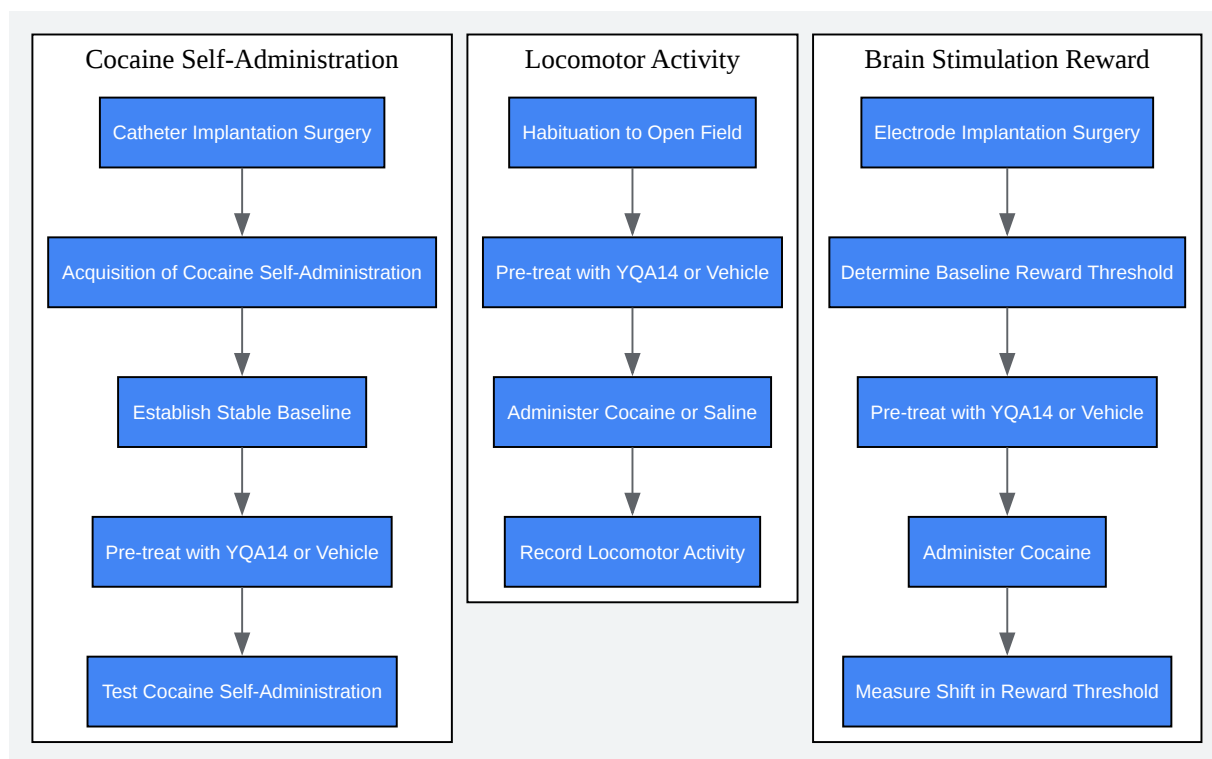 Cocaine Self-Administration
Catheter Implantation Surgery
Acquisition of Cocaine Self-Administration
Establish Stable Baseline
Pre-treat with YQA14 or Vehicle
Test Cocaine Self-Administration
Locomotor Activity
Habituation to Open Field
Pre-treat with YQA14 or Vehicle
Administer Cocaine or Saline
Record Locomotor Activity
Brain Stimulation Reward
Electrode Implantation Surgery
Determine Baseline Reward Threshold
Pre-treat with YQA14 or Vehicle
Administer Cocaine
Measure Shift in Reward Threshold